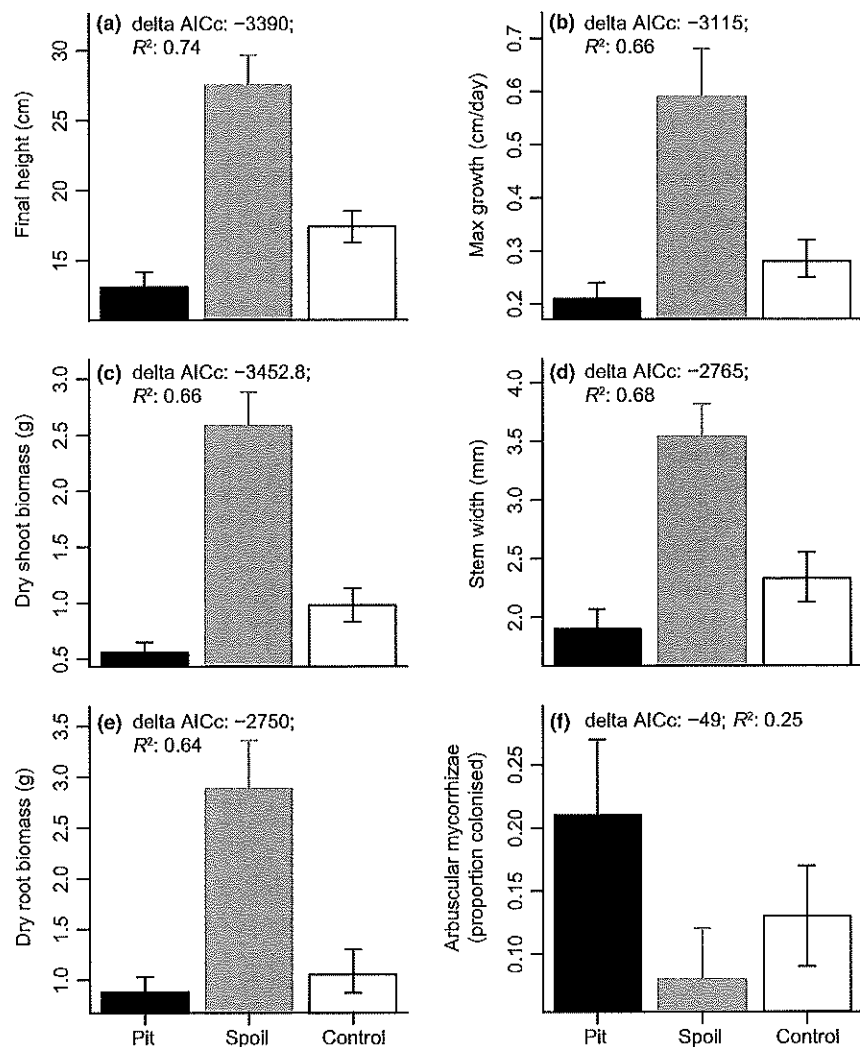 (a) delta AICc: −3390;
R²: 0.74
Final height (cm)
30
25
20
15
(b) delta AICc: −3115;
R²: 0.66
Max growth (cm/day)
0.7
0.6
0.5
0.4
0.3
0.2
(c) delta AICc: −3452.8;
R²: 0.66
Dry shoot biomass (g)
3.0
2.5
2.0
1.5
1.0
0.5
(d) delta AICc: −2765;
R²: 0.68
Stem width (mm)
4.0
3.5
3.0
2.5
2.0
(e) delta AICc: −2750;
R²: 0.64
Dry root biomass (g)
3.5
3.0
2.5
2.0
1.5
1.0
Pit Spoil Control
(f) delta AICc: −49; R²: 0.25
Arbuscular mycorrhizae
(proportion colonised)
0.25
0.20
0.15
0.10
Pit Spoil Control